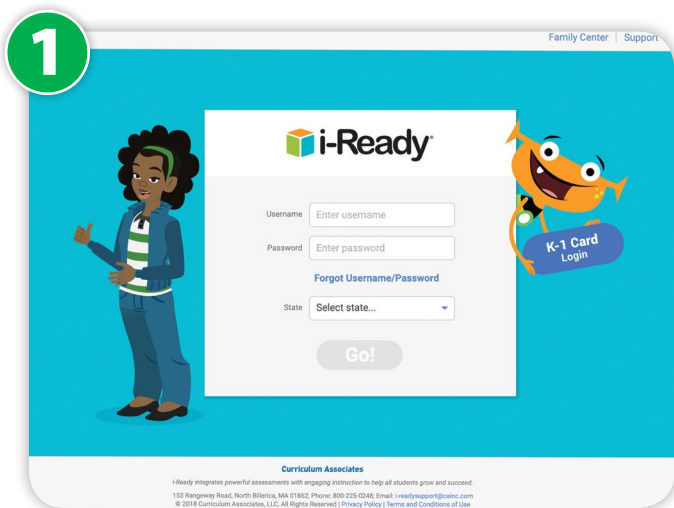 1
Family Center | Support
i-Ready
Username Enter username
Password Enter password
Forgot Username/Password
State Select state...
Go!
K-1 Card
Login
Curriculum Associates
i-Ready integrates powerful assessments with engaging instruction to help all students grow and succeed.
153 Rangeway Road, North Billerica, MA 01862; Phone: 800-225-0248; Email: i-readysupport@cainc.com
© 2018 Curriculum Associates, LLC, All Rights Reserved | Privacy Policy | Terms and Conditions of Use